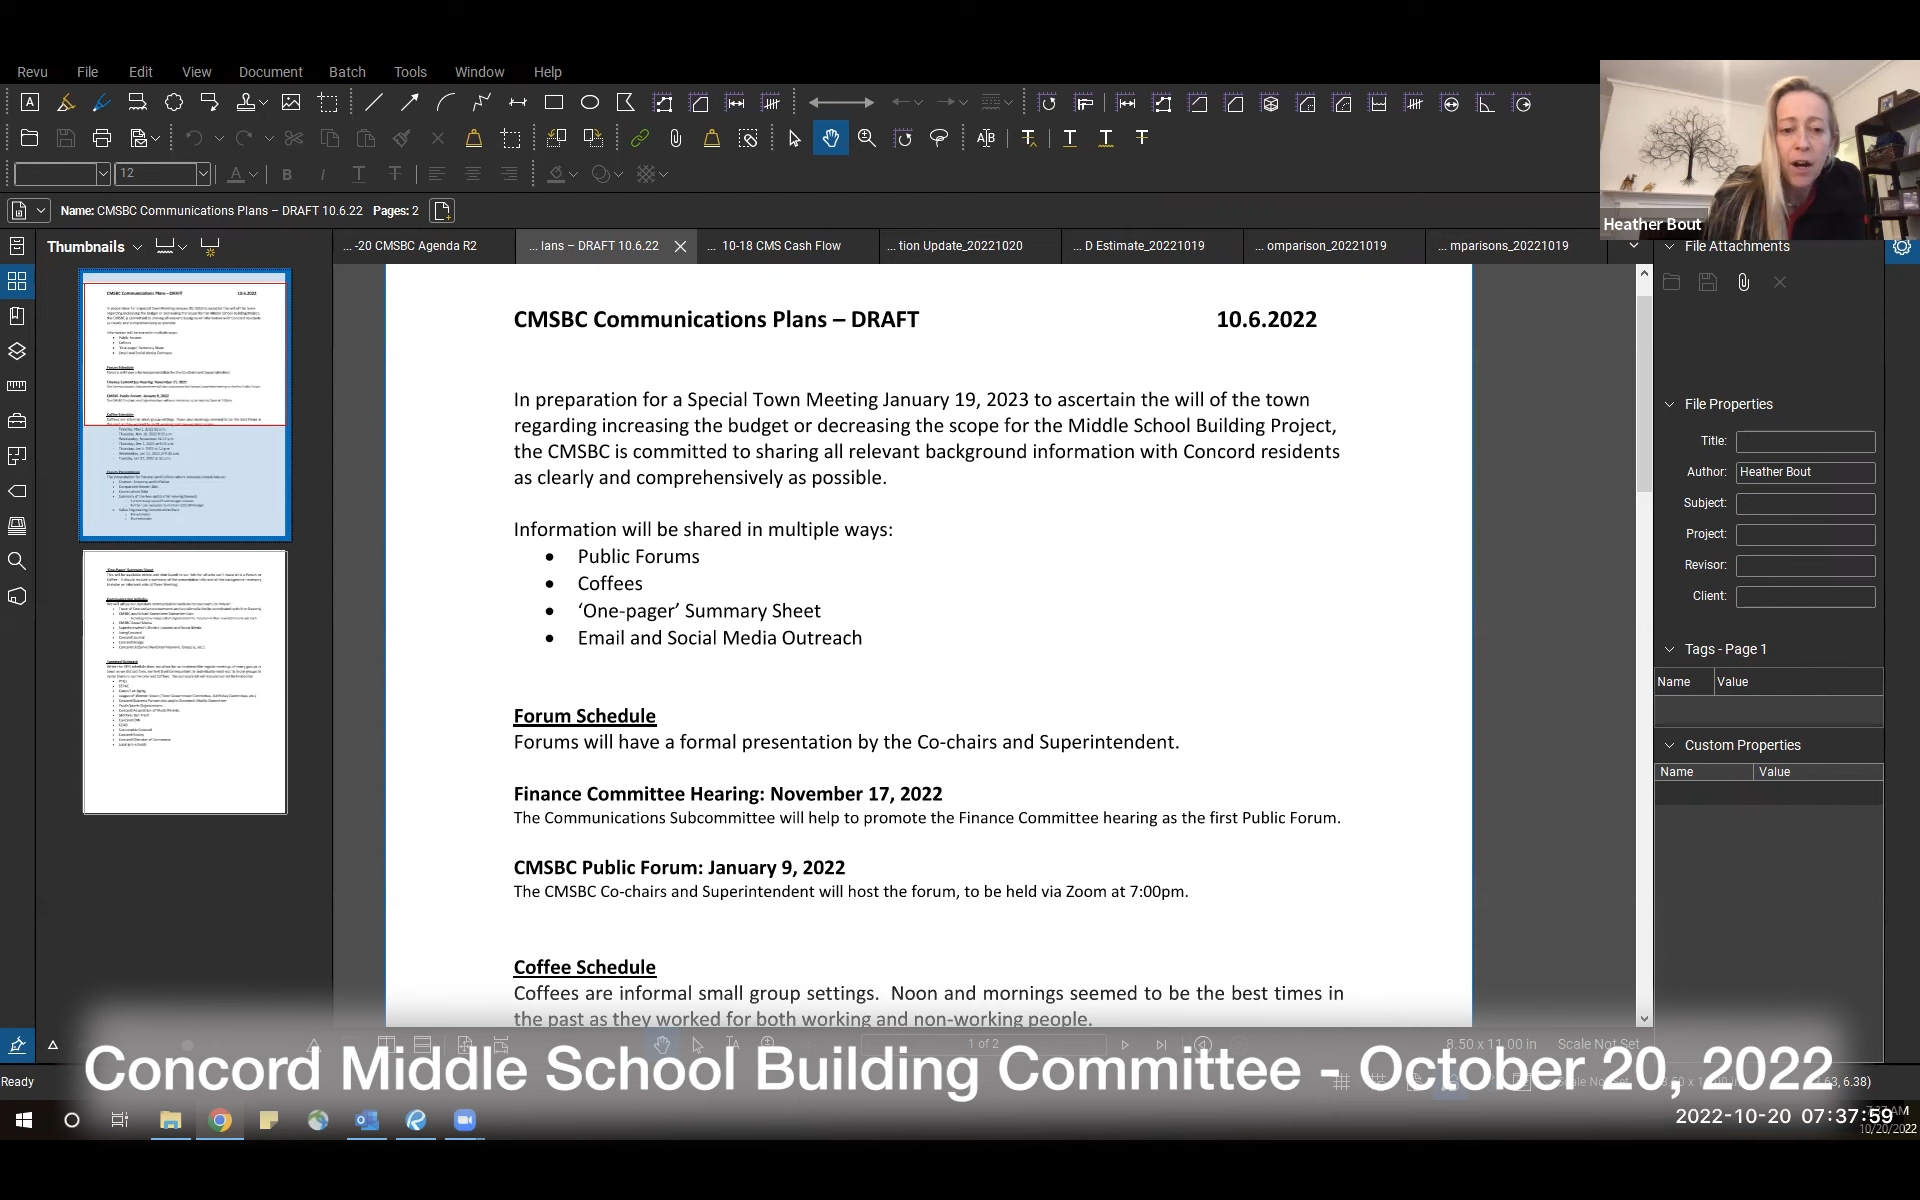 Revu File Edit View Document Batch Tools Window Help
12
Name: CMSBC Communications Plans – DRAFT 10.6.22 Pages: 2
Heather Bout
Thumbnails
... -20 CMSBC Agenda R2
... lans – DRAFT 10.6.22
... 10-18 CMS Cash Flow
... tion Update_20221020
... D Estimate_20221019
... omparison_20221019
... mparisons_20221019
CMSBC Communications Plans – DRAFT 10.6.2022
In preparation for a Special Town Meeting January 19, 2023 to ascertain the will of the town
regarding increasing the budget or decreasing the scope for the Middle School Building Project,
the CMSBC is committed to sharing all relevant background information with Concord residents
as clearly and comprehensively as possible.
Information will be shared in multiple ways:
• Public Forums
• Coffees
• ‘One-pager’ Summary Sheet
• Email and Social Media Outreach
Forum Schedule
Forums will have a formal presentation by the Co-chairs and Superintendent.
Finance Committee Hearing: November 17, 2022
The Communications Subcommittee will help to promote the Finance Committee hearing as the first Public Forum.
CMSBC Public Forum: January 9, 2022
The CMSBC Co-chairs and Superintendent will host the forum, to be held via Zoom at 7:00pm.
Coffee Schedule
Coffees are informal small group settings.  Noon and mornings seemed to be the best times in
the past as they worked for both working and non-working people.
File Attachments
File Properties
Title:
Author: Heather Bout
Subject:
Project:
Revisor:
Client:
Tags - Page 1
Name Value
Custom Properties
Name Value
1 of 2
8.50 x 11.00 in Scale Not Set
Concord Middle School Building Committee - October 20, 2022
Ready
2022-10-20 07:37:59
10/20/2022